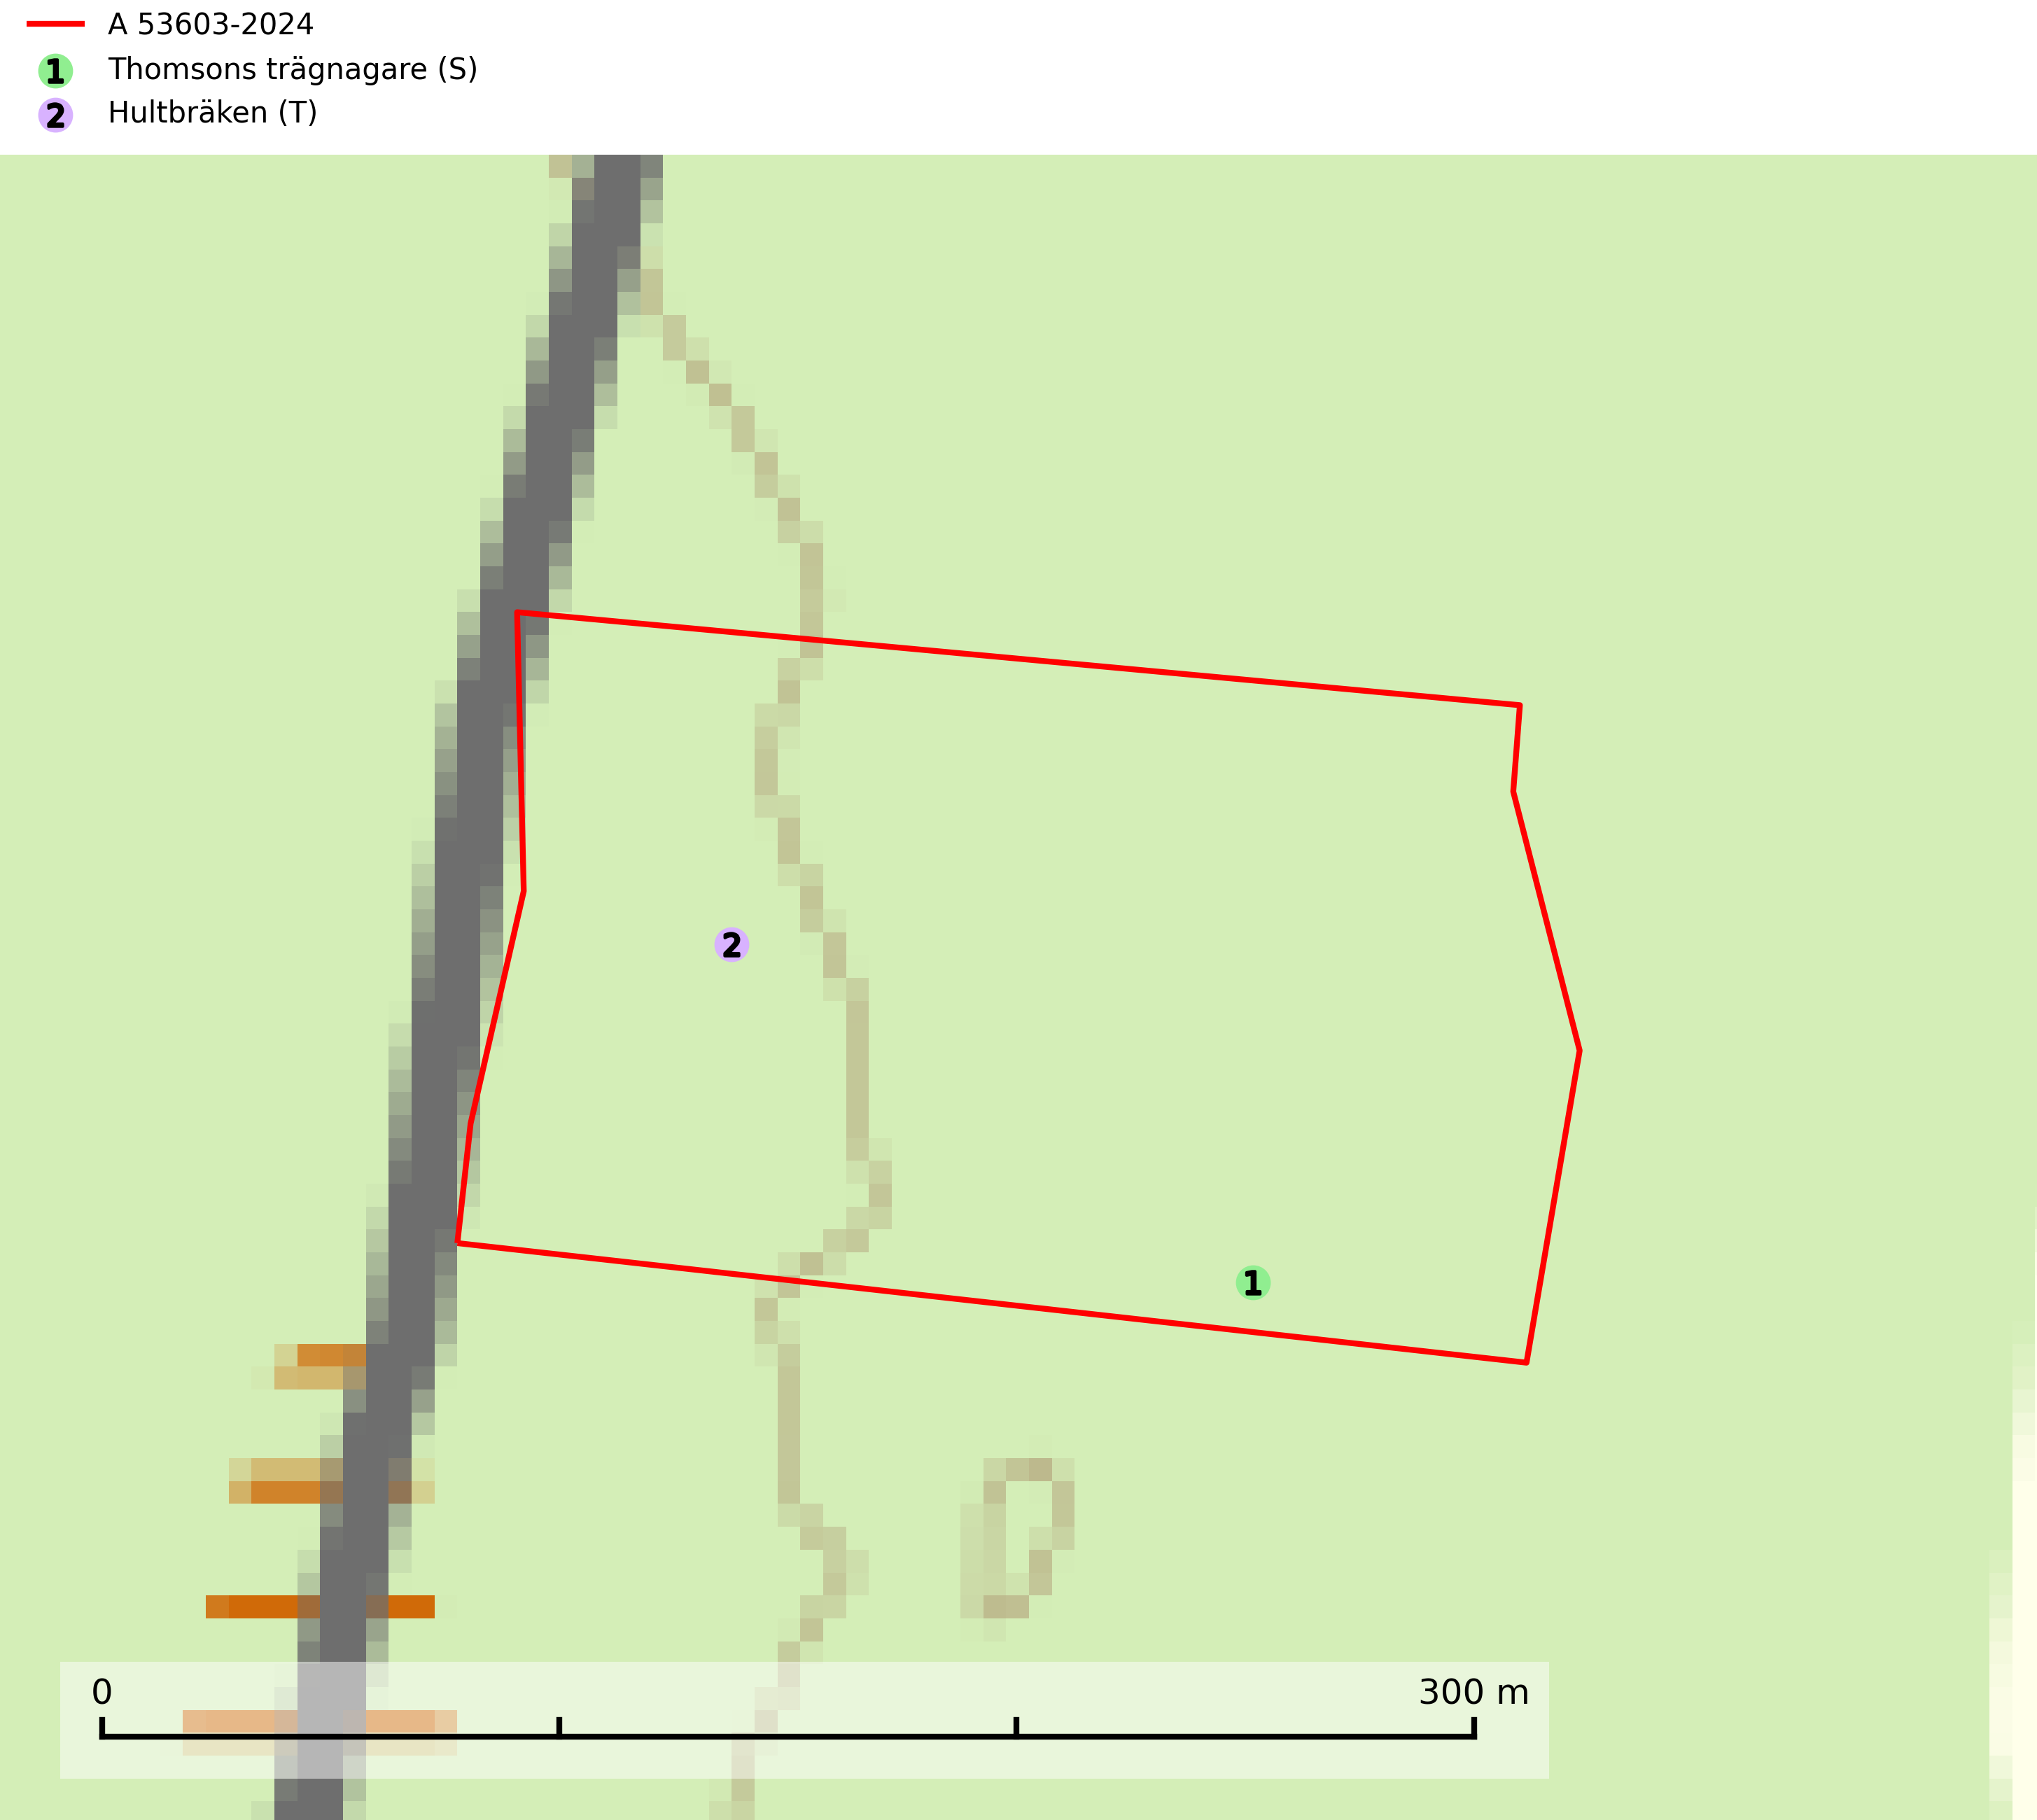 A 53603-2024
1 Thomsons trägnagare (S)
2 Hultbräken (T)
2
1
0 300 m